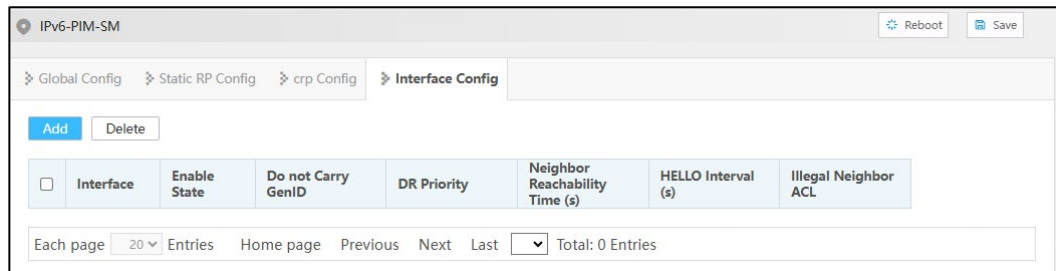 IPv6-PIM-SM
Reboot
Save
Global Config
Static RP Config
crp Config
Interface Config
Add
Delete
Interface
Enable
State
Do not Carry
GenID
DR Priority
Neighbor
Reachability
Time (s)
HELLO Interval
(s)
Illegal Neighbor
ACL
Each page 20 Entries Home page Previous Next Last Total: 0 Entries